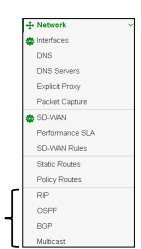 Network
Interfaces
DNS
DNS Servers
Explicit Proxy
Packet Capture
SD-WAN
Performance SLA
SD-WAN Rules
Static Routes
Policy Routes
RIP
OSPF
BGP
Multicast